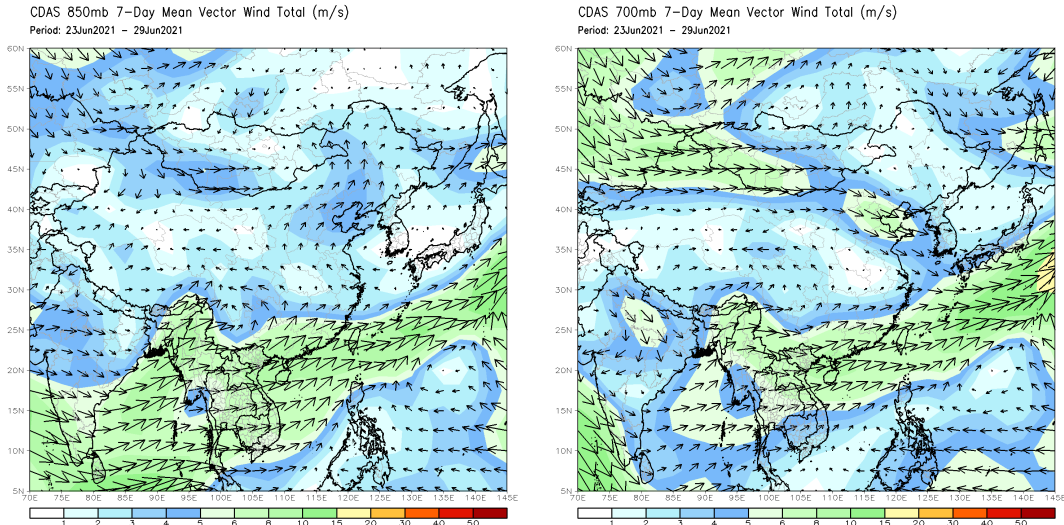 CDAS 850mb 7-Day Mean Vector Wind Total (m/s)
Period: 23Jun2021 - 29Jun2021
60N
55N
50N
45N
40N
35N
30N
25N
20N
15N
10N
5N
70E 75E 80E 85E 90E 95E 100E 105E 110E 115E 120E 125E 130E 135E 140E 145E
1 2 3 4 5 6 8 10 15 20 30 40 50
CDAS 700mb 7-Day Mean Vector Wind Total (m/s)
Period: 23Jun2021 - 29Jun2021
60N
55N
50N
45N
40N
35N
30N
25N
20N
15N
10N
5N
70E 75E 80E 85E 90E 95E 100E 105E 110E 115E 120E 125E 130E 135E 140E 145E
1 2 3 4 5 6 8 10 15 20 30 40 50